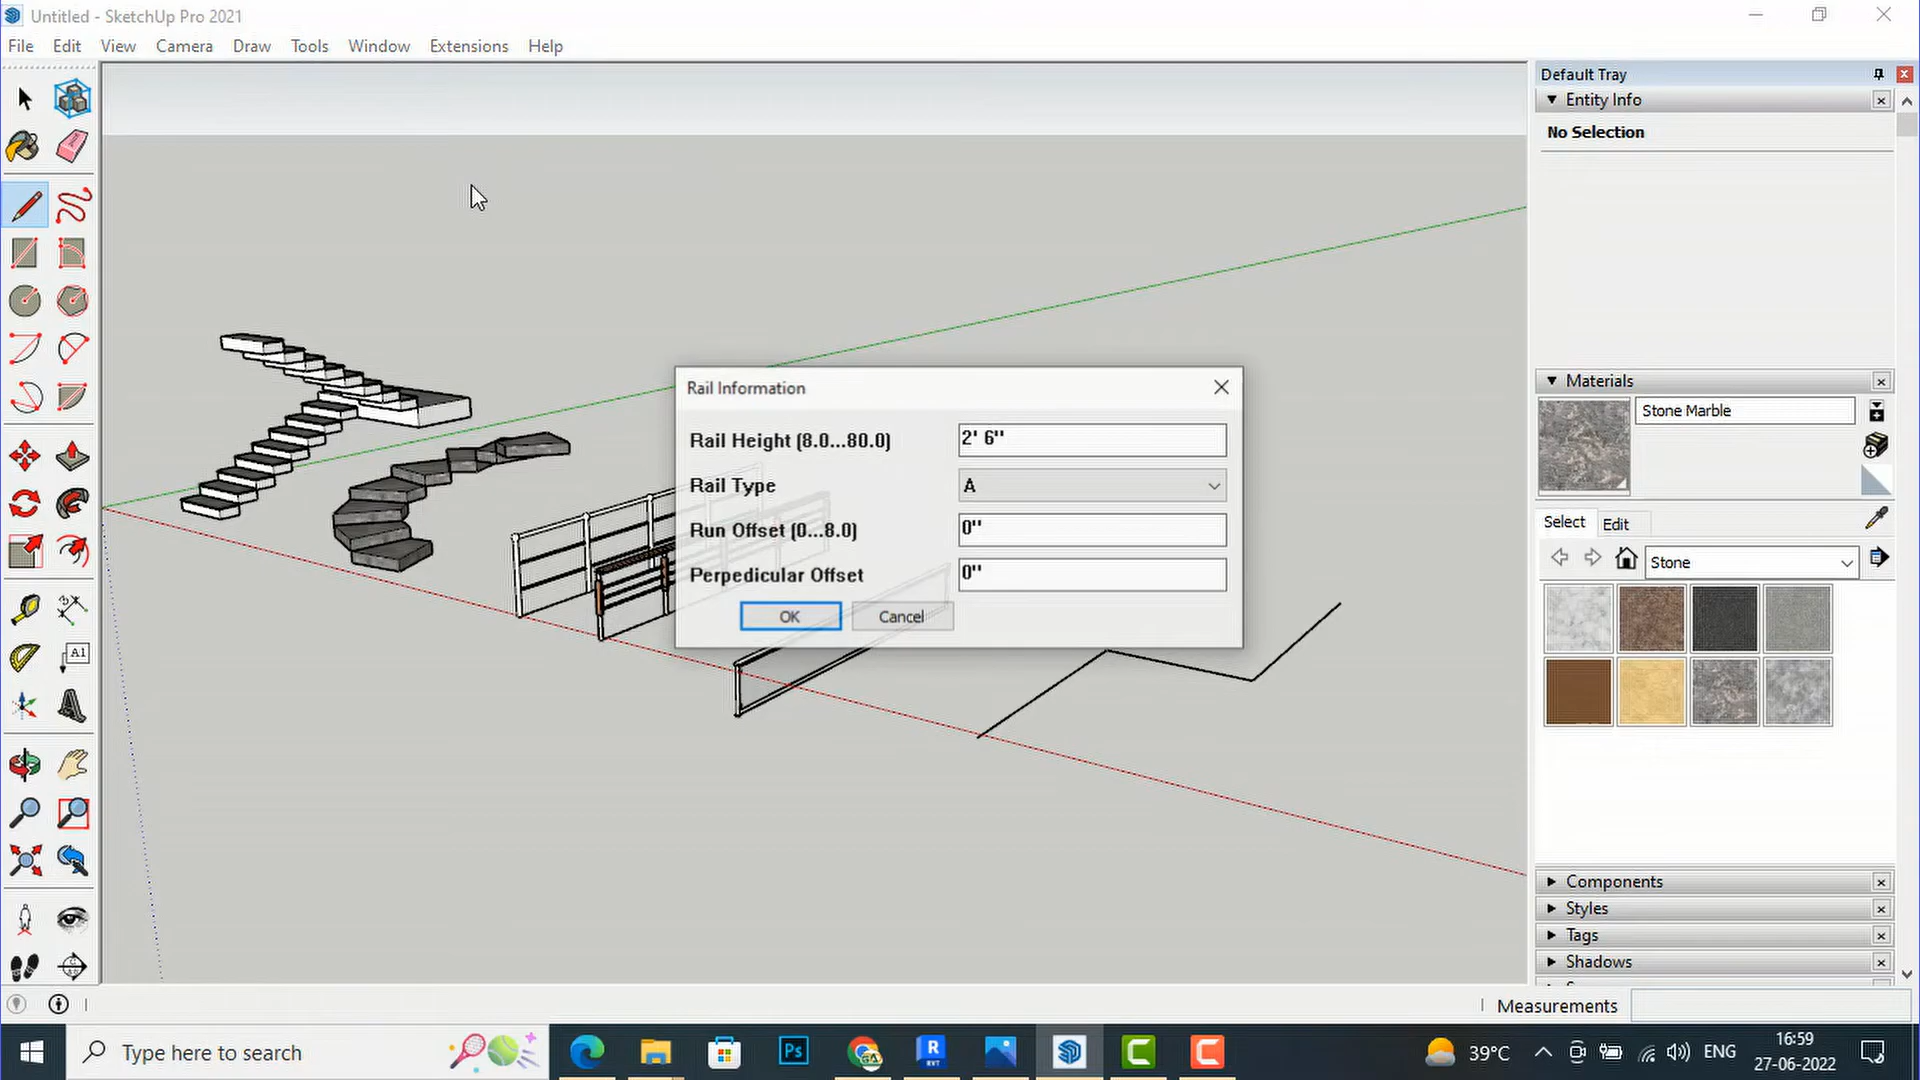 Untitled - SketchUp Pro 2021
File Edit View Camera Draw Tools Window Extensions Help
Default Tray
Entity Info
No Selection
Rail Information
Rail Height (8.0...80.0) 2' 6''
Rail Type A
Run Offset (0...8.0) 0''
Perpedicular Offset 0''
OK Cancel
Materials
Stone Marble
Select Edit
Stone
A1
Components
Styles
Tags
Shadows
Measurements
Type here to search
Ps
R
RVT
39°C
ENG
16:59
27-06-2022